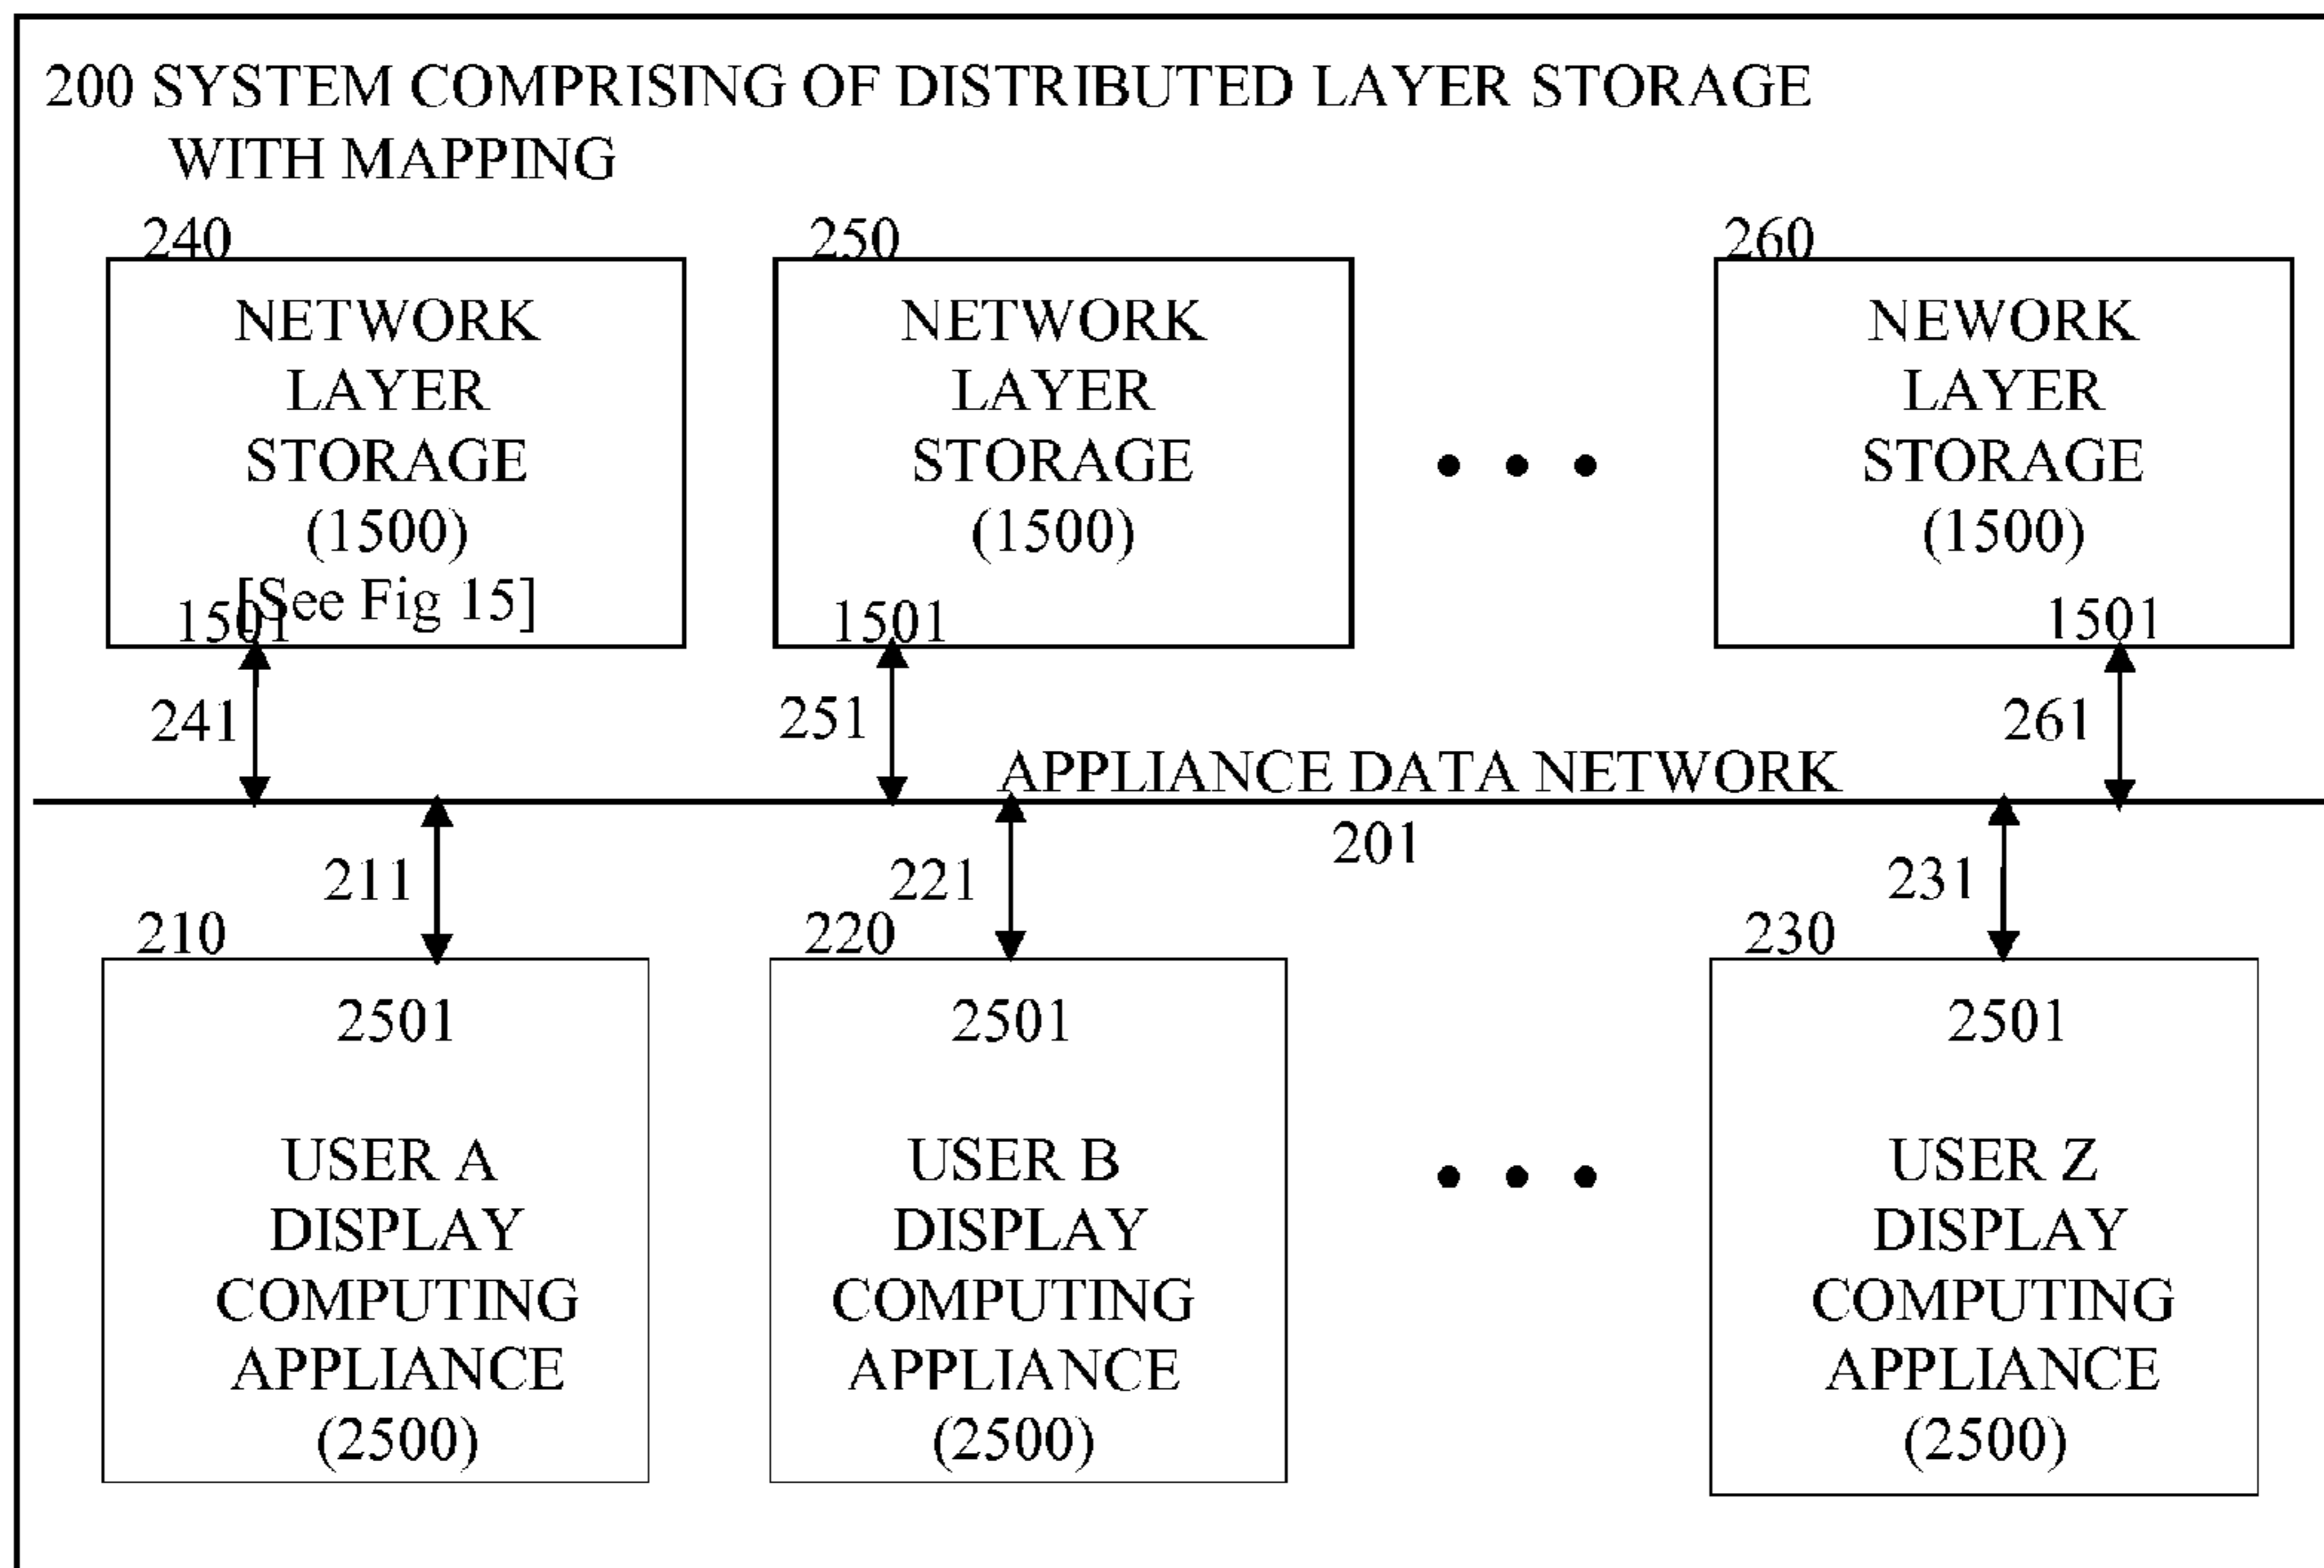 200 SYSTEM COMPRISING OF DISTRIBUTED LAYER STORAGE
WITH MAPPING
240
NETWORK
LAYER
STORAGE
(1500)
[See Fig 15]
1501
241
250
NETWORK
LAYER
STORAGE
(1500)
1501
251
260
NEWORK
LAYER
STORAGE
(1500)
1501
261
APPLIANCE DATA NETWORK
201
211
210
2501
USER A
DISPLAY
COMPUTING
APPLIANCE
(2500)
221
220
2501
USER B
DISPLAY
COMPUTING
APPLIANCE
(2500)
231
230
2501
USER Z
DISPLAY
COMPUTING
APPLIANCE
(2500)